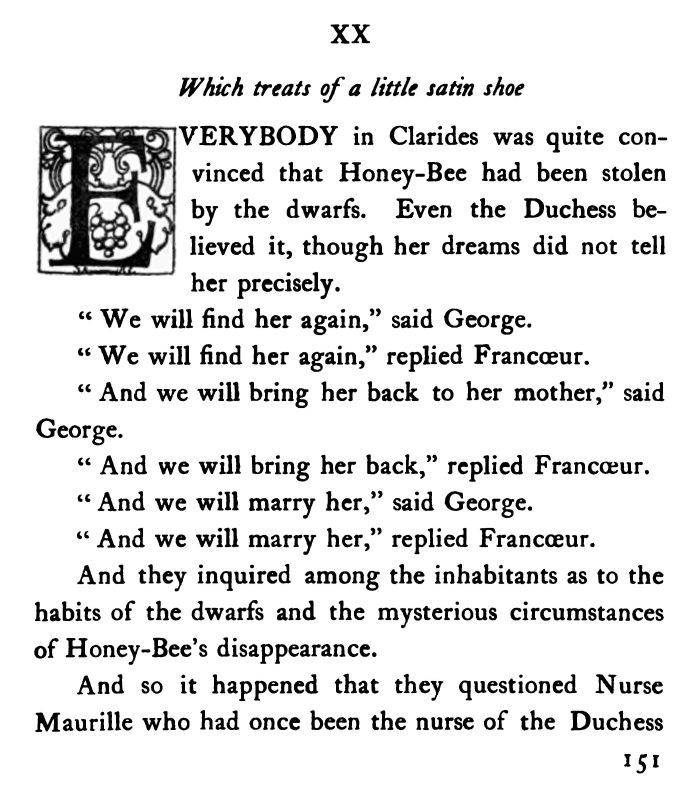 XX
Which treats of a little satin shoe
EVERYBODY in Clarides was quite con-
vinced that Honey-Bee had been stolen
by the dwarfs. Even the Duchess be-
lieved it, though her dreams did not tell
her precisely.
“ We will find her again,” said George.
“ We will find her again,” replied Francœur.
“ And we will bring her back to her mother,” said
George.
“ And we will bring her back,” replied Francœur.
“ And we will marry her,” said George.
“ And we will marry her,” replied Francœur.
And they inquired among the inhabitants as to the
habits of the dwarfs and the mysterious circumstances
of Honey-Bee’s disappearance.
And so it happened that they questioned Nurse
Maurille who had once been the nurse of the Duchess
151